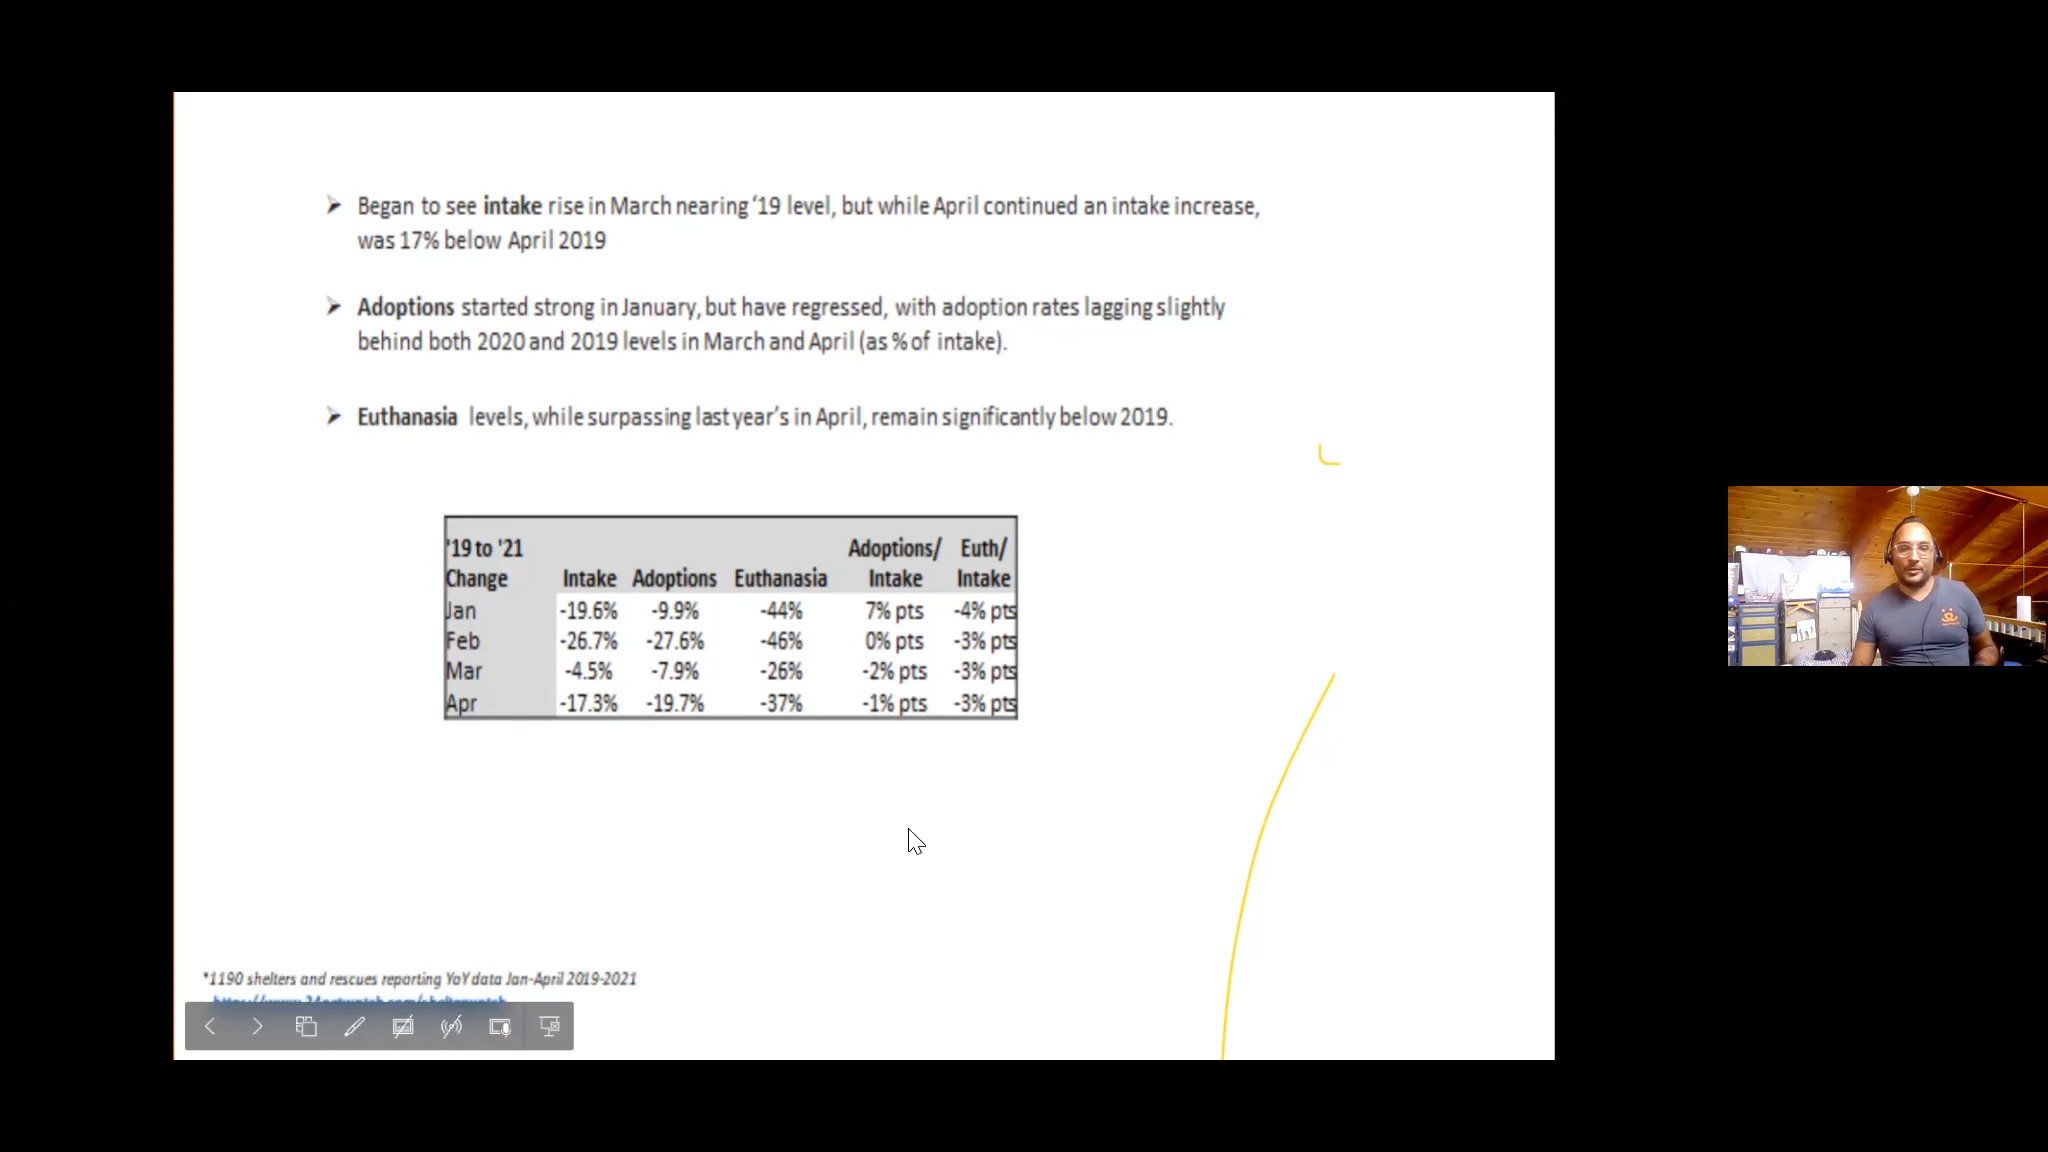 ➤ Began to see intake rise in March nearing ‘19 level, but while April continued an intake increase,
was 17% below April 2019
➤ Adoptions started strong in January, but have regressed, with adoption rates lagging slightly
behind both 2020 and 2019 levels in March and April (as % of intake).
➤ Euthanasia levels, while surpassing last year’s in April, remain significantly below 2019.
'19 to '21 Adoptions/ Euth/
Change Intake Adoptions Euthanasia Intake Intake
Jan -19.6% -9.9% -44% 7% pts -4% pts
Feb -26.7% -27.6% -46% 0% pts -3% pts
Mar -4.5% -7.9% -26% -2% pts -3% pts
Apr -17.3% -19.7% -37% -1% pts -3% pts
*1190 shelters and rescues reporting YoY data Jan-April 2019-2021